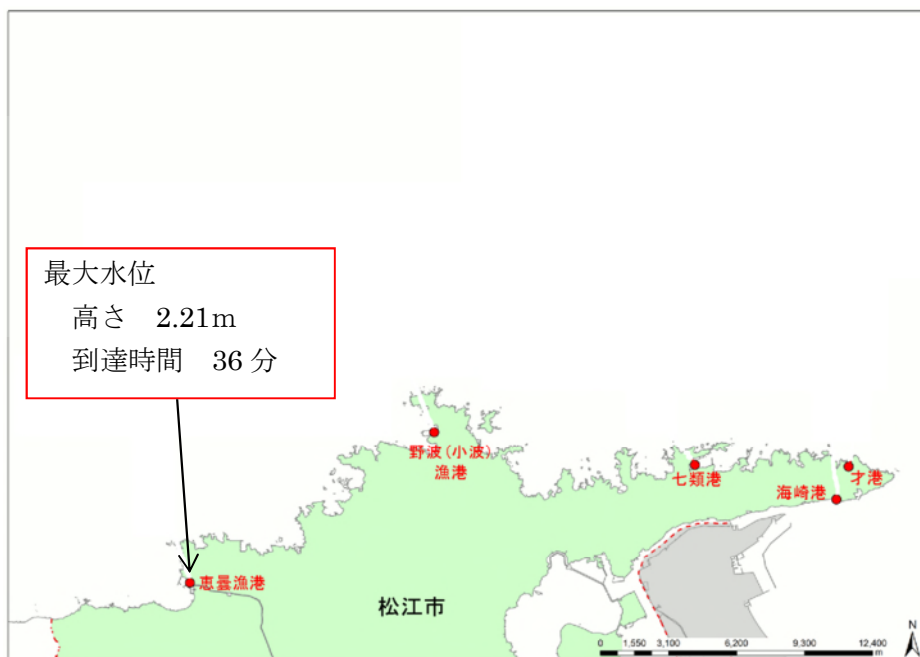 最大水位
高さ 2.21m
到達時間 36分
野波(小波)
漁港
七類港
才港
海崎港
恵曇漁港
松江市
N
0 1,550 3,100 6,200 9,300 12,400
m